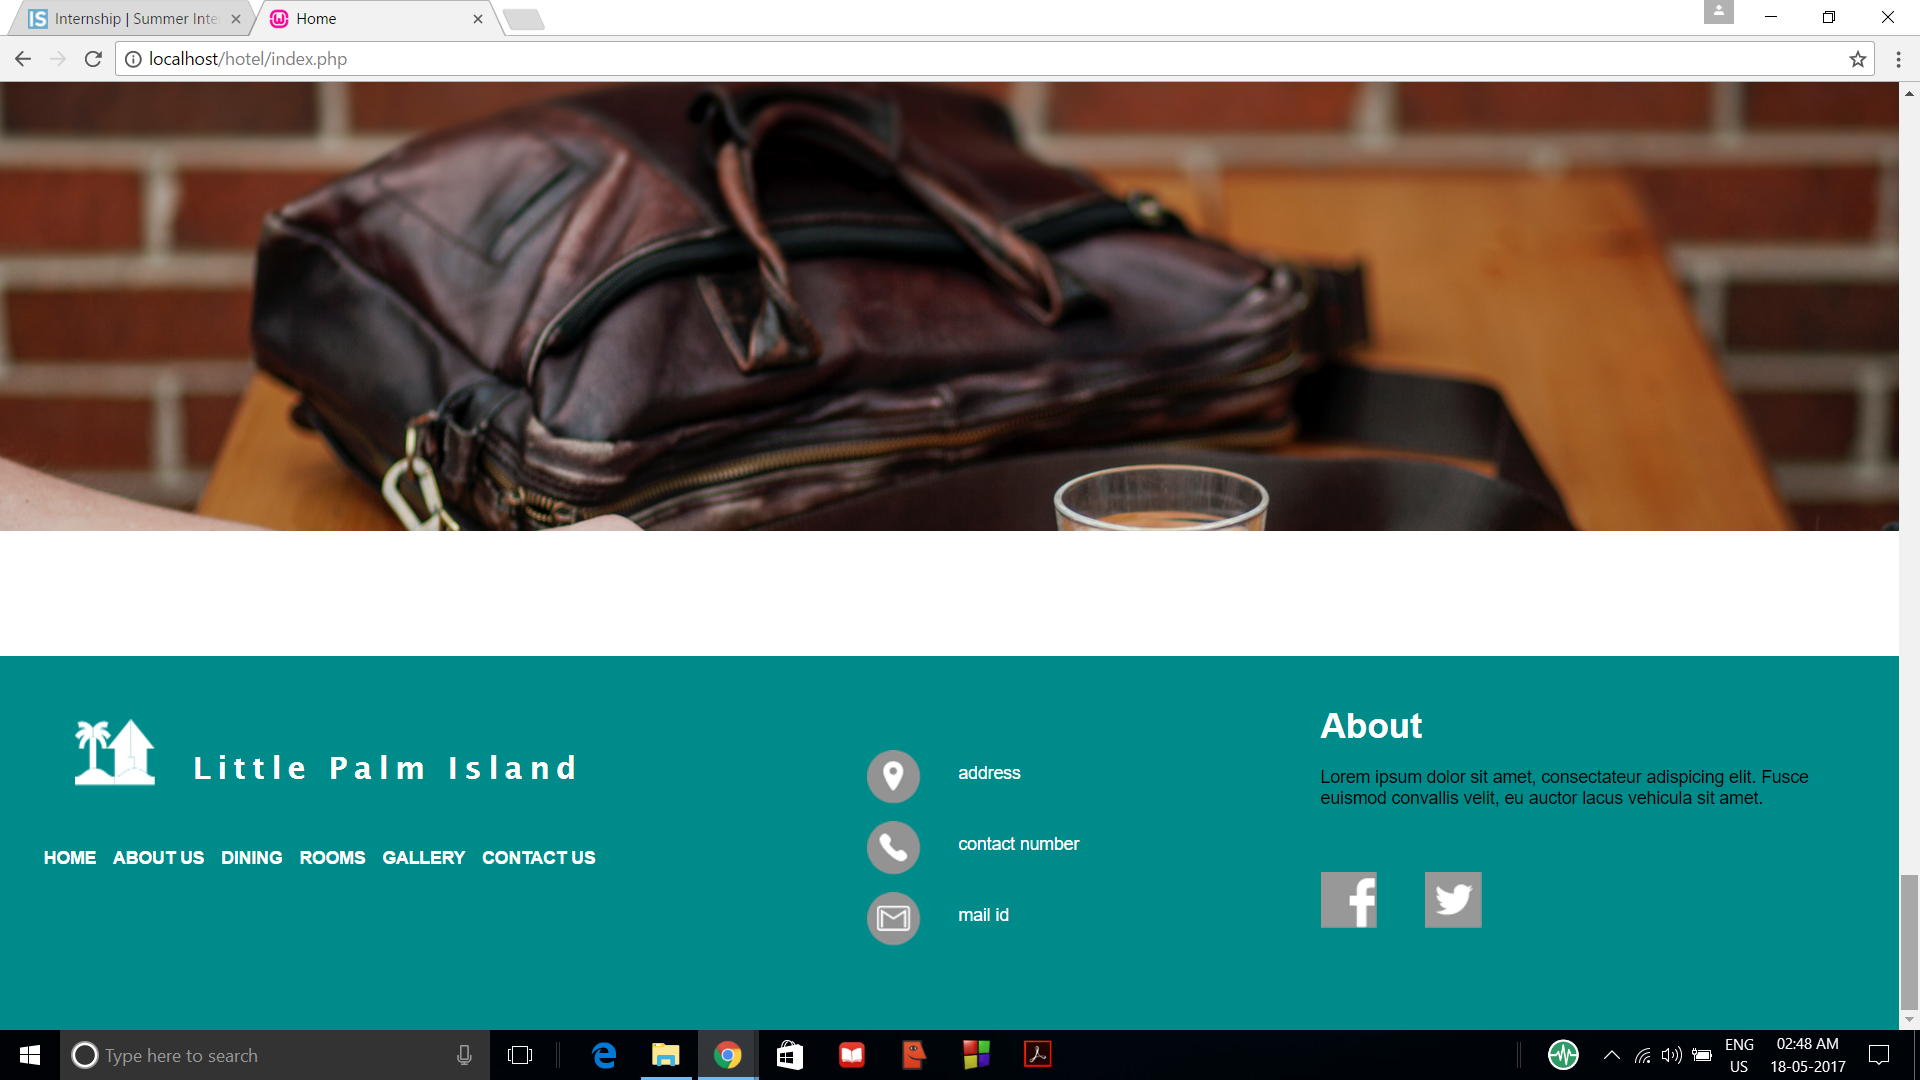 IS Internship | Summer Inte
Home
localhost/hotel/index.php
Little Palm Island
HOME ABOUT US DINING ROOMS GALLERY CONTACT US
address
contact number
mail id
About
Lorem ipsum dolor sit amet, consectateur adispicing elit. Fusce
euismod convallis velit, eu auctor lacus vehicula sit amet.
f
Type here to search
e
ENG
US
02:48 AM
18-05-2017